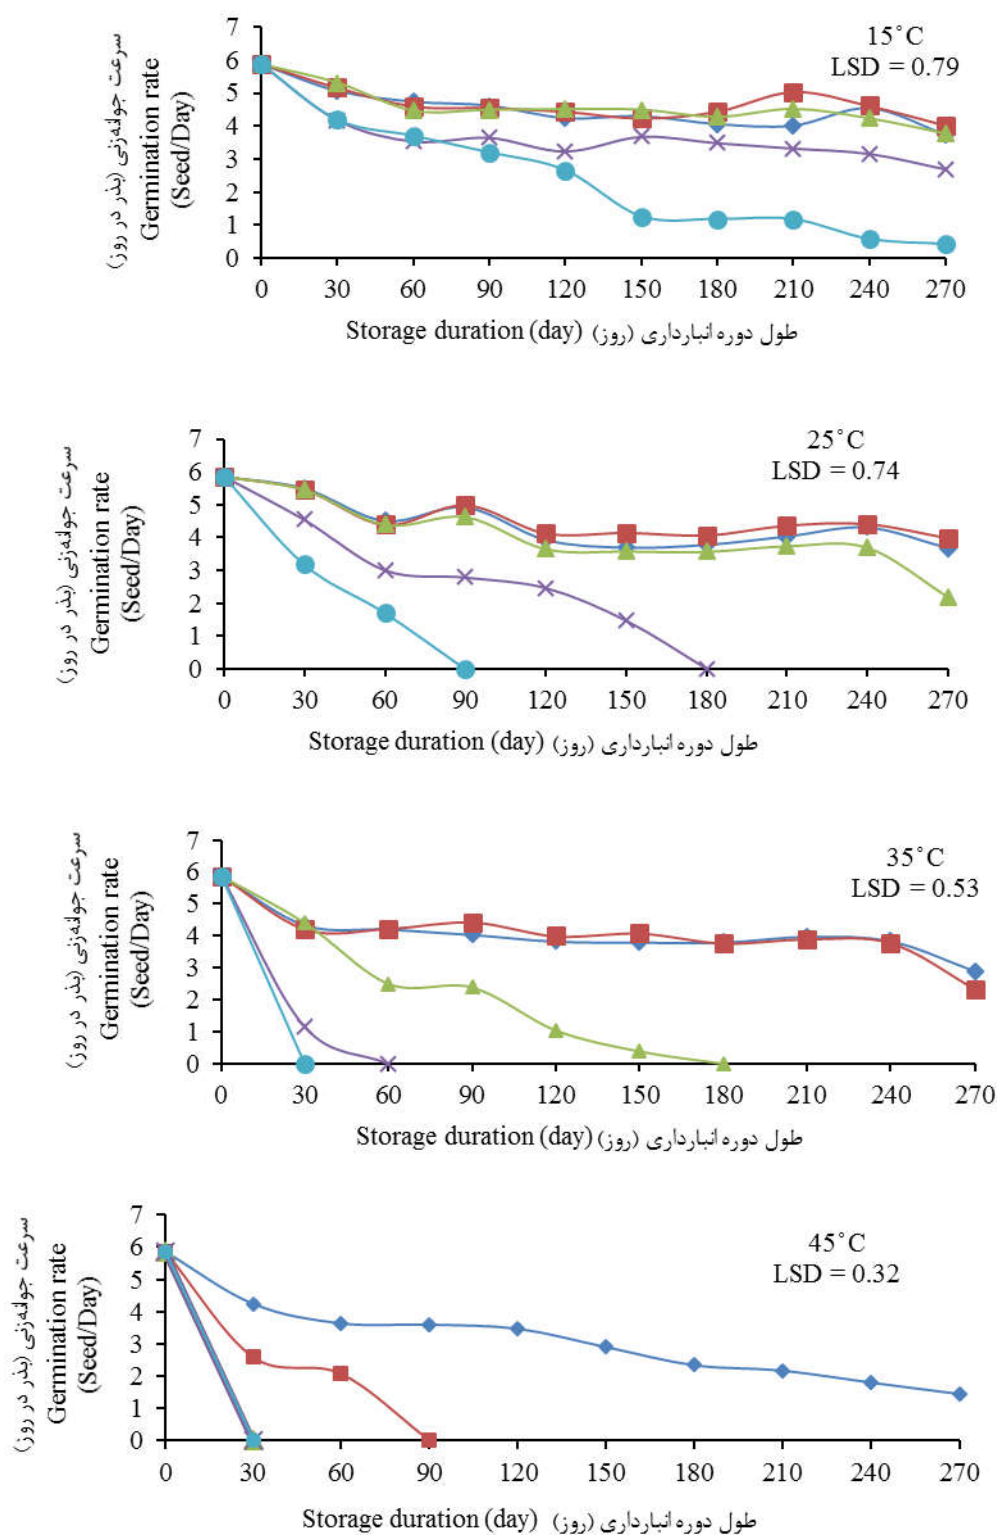 سرعت جوانه‌زنی (بذر در روز)
Germination rate
(Seed/Day)
15˚C
LSD = 0.79
7
6
5
4
3
2
1
0
0 30 60 90 120 150 180 210 240 270
Storage duration (day) طول دوره انبارداری (روز)
سرعت جوانه‌زنی (بذر در روز)
Germination rate
(Seed/Day)
25˚C
LSD = 0.74
7
6
5
4
3
2
1
0
0 30 60 90 120 150 180 210 240 270
Storage duration (day) طول دوره انبارداری (روز)
سرعت جوانه‌زنی (بذر در روز)
Germination rate
(Seed/Day)
35˚C
LSD = 0.53
7
6
5
4
3
2
1
0
0 30 60 90 120 150 180 210 240 270
Storage duration (day) طول دوره انبارداری (روز)
سرعت جوانه‌زنی (بذر در روز)
Germination rate
(Seed/Day)
45˚C
LSD = 0.32
7
6
5
4
3
2
1
0
0 30 60 90 120 150 180 210 240 270
Storage duration (day) طول دوره انبارداری (روز)